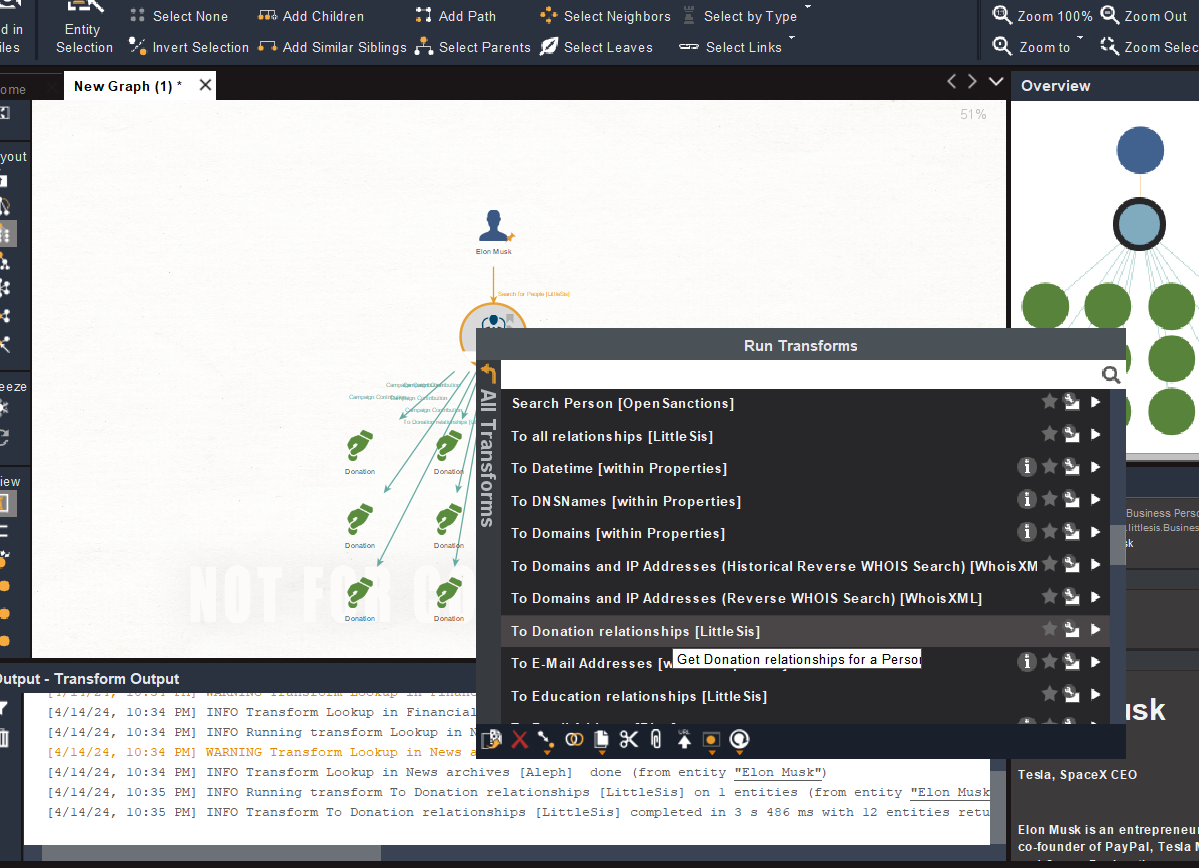 d in
iles
Entity
Selection
Select None
Add Children
Add Path
Select Neighbors
Select by Type
Zoom 100%
Zoom Out
Invert Selection
Add Similar Siblings
Select Parents
Select Leaves
Select Links
Zoom to
Zoom Selec
ome
New Graph (1) *
Overview
51%
yout
eeze
iew
Elon Musk
Search for People [LittleSis]
Campaign Contribution
Campaign Contribution
Campaign Contribution
Campaign Contribution
To Donation relationships [
Donation
Donation
Donation
Donation
Donation
Donation
NOT FOR CO
Run Transforms
All Transforms
Search Person [OpenSanctions]
To all relationships [LittleSis]
To Datetime [within Properties]
To DNSNames [within Properties]
To Domains [within Properties]
To Domains and IP Addresses (Historical Reverse WHOIS Search) [WhoisXM
To Domains and IP Addresses (Reverse WHOIS Search) [WhoisXML]
To Donation relationships [LittleSis]
Get Donation relationships for a Person
To E-Mail Addresses [w
To Education relationships [LittleSis]
URL
Business Perso
littlesis.Busines
sk
usk
Tesla, SpaceX CEO
Elon Musk is an entrepreneur
co-founder of PayPal, Tesla M
Output - Transform Output
[4/14/24, 10:34 PM] WARNING Transform Lookup in Financ
[4/14/24, 10:34 PM] INFO Transform Lookup in Financial
[4/14/24, 10:34 PM] INFO Running transform Lookup in N
[4/14/24, 10:34 PM] WARNING Transform Lookup in News a
[4/14/24, 10:34 PM] INFO Transform Lookup in News archives [Aleph] done (from entity "Elon Musk")
[4/14/24, 10:35 PM] INFO Running transform To Donation relationships [LittleSis] on 1 entities (from entity "Elon Musk
[4/14/24, 10:35 PM] INFO Transform To Donation relationships [LittleSis] completed in 3 s 486 ms with 12 entities retu